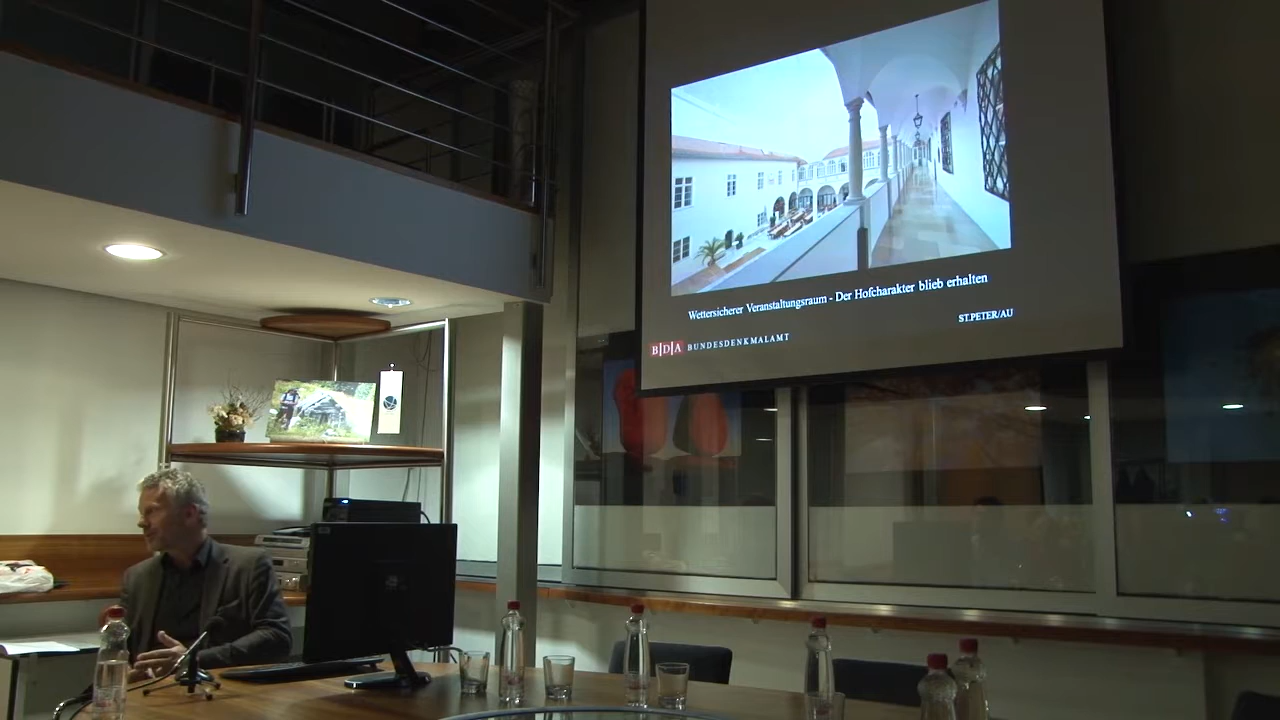 Wettersicherer Veranstaltungsraum - Der Hofcharakter blieb erhalten
ST.PETER/AU
B|D|A BUNDESDENKMALAMT